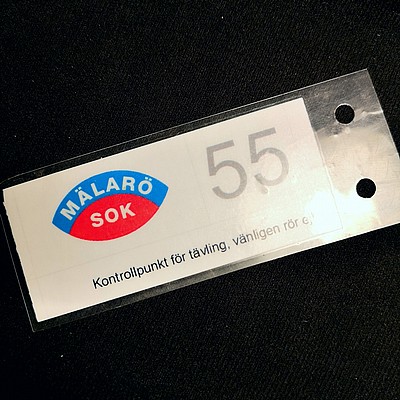 MÄLARÖ
SOK
55
Kontrollpunkt för tävling, vänligen rör